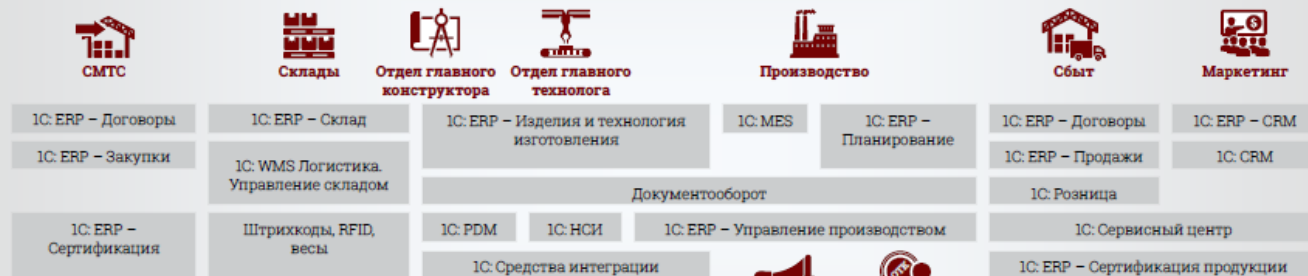 СМТС
Склады
Отдел главного
конструктора
Отдел главного
технолога
Производство
Сбыт
Маркетинг
1С: ERP – Договоры
1С: ERP – Склад
1С: ERP – Изделия и технология
изготовления
1С: MES
1С: ERP –
Планирование
1С: ERP – Договоры
1С: ERP – CRM
1С: ERP – Закупки
1С: WMS Логистика.
Управление складом
1С: ERP – Продажи
1С: CRM
Документооборот
1С: Розница
1С: ERP –
Сертификация
Штрихкоды, RFID,
весы
1С: PDM
1С: НСИ
1С: ERP – Управление производством
1С: Сервисный центр
1С: Средства интеграции
ОТК
1С: ERP – Сертификация продукции